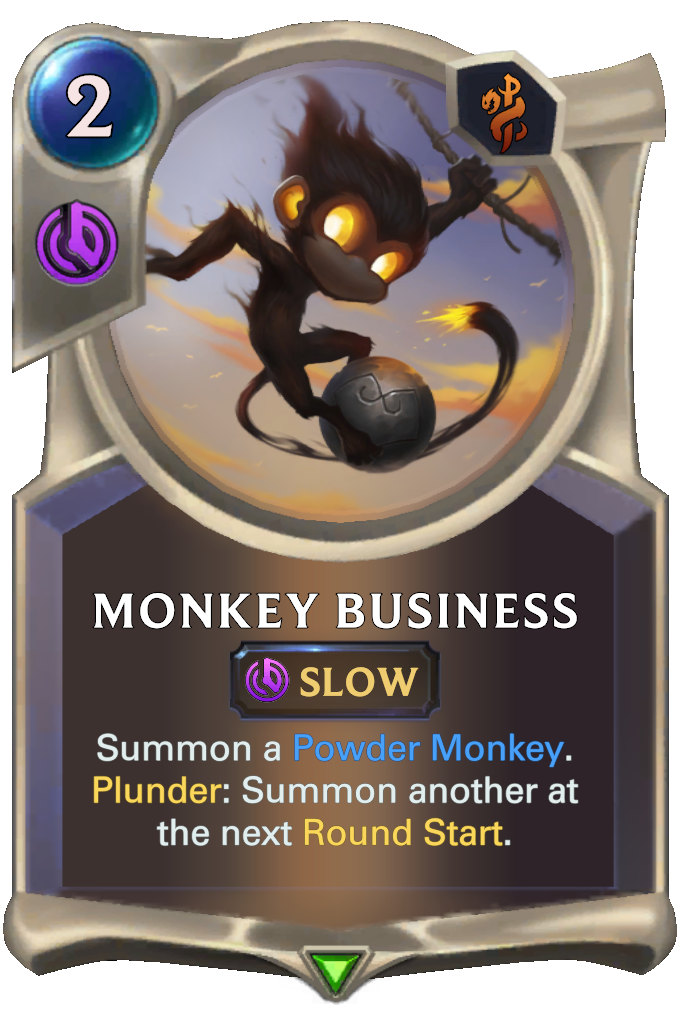 2
MONKEY BUSINESS
SLOW
Summon a Powder Monkey.
Plunder: Summon another at
the next Round Start.